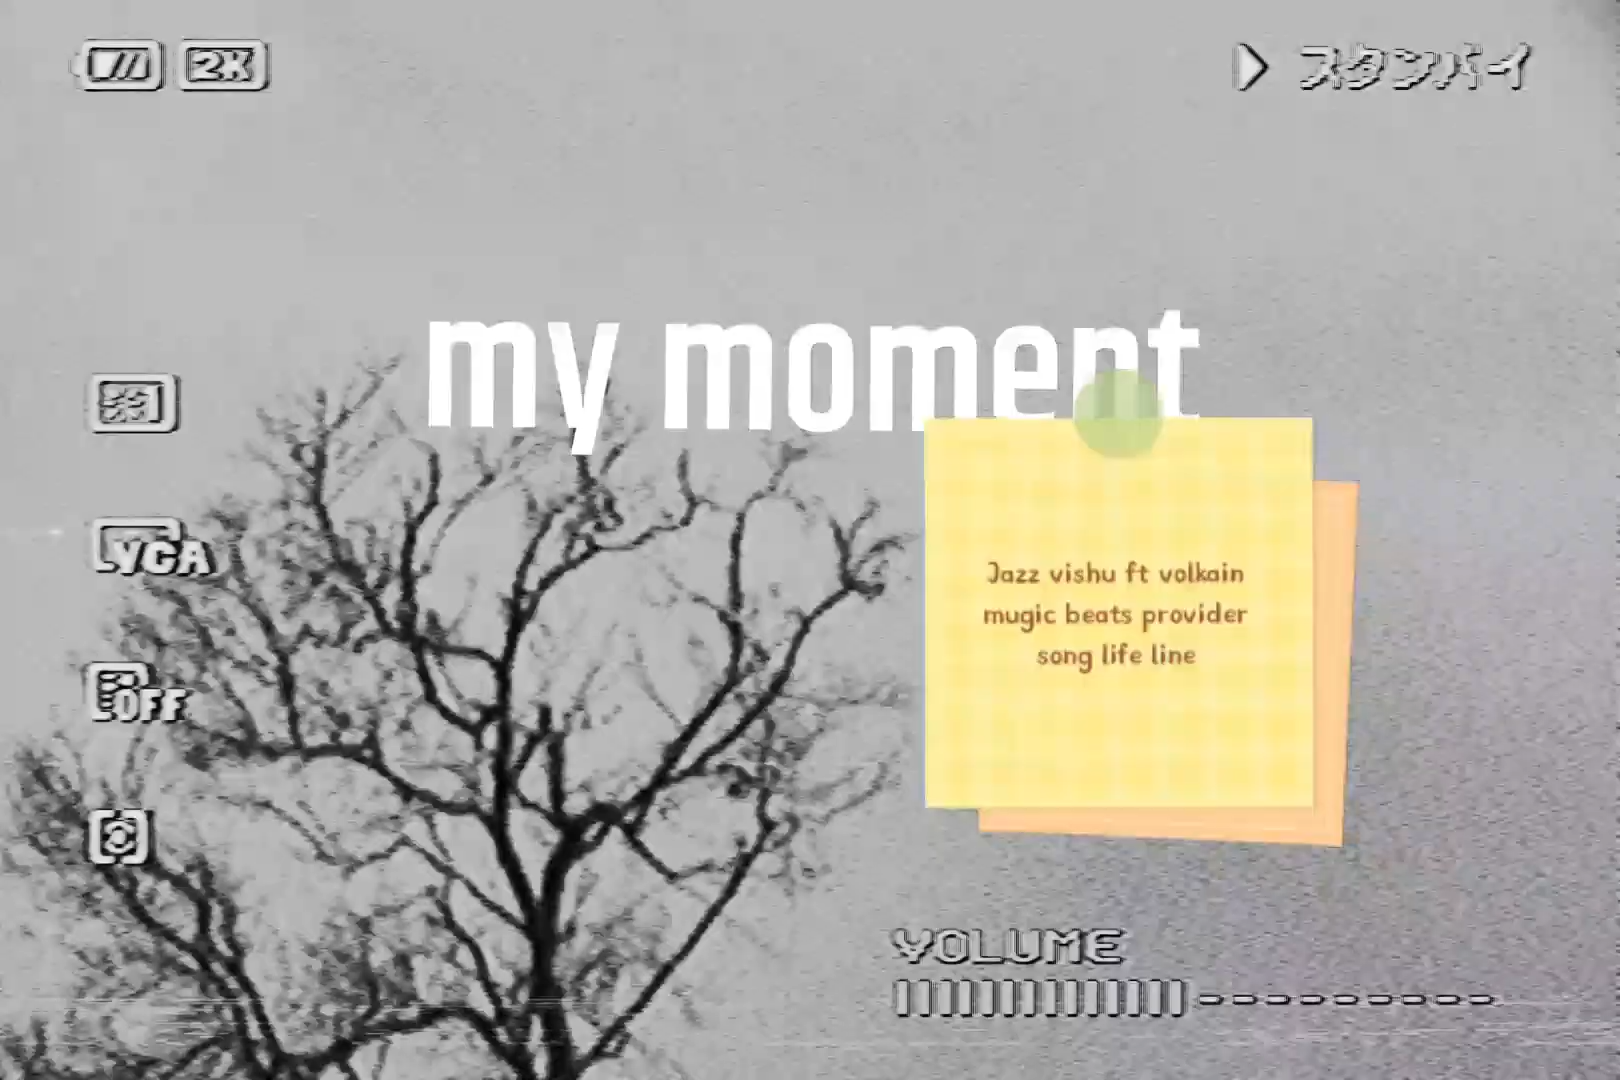 2K
スタンバイ
my moment
YCA
OFF
Jazz vishu ft volkain
mugic beats provider
song life line
VOLUME